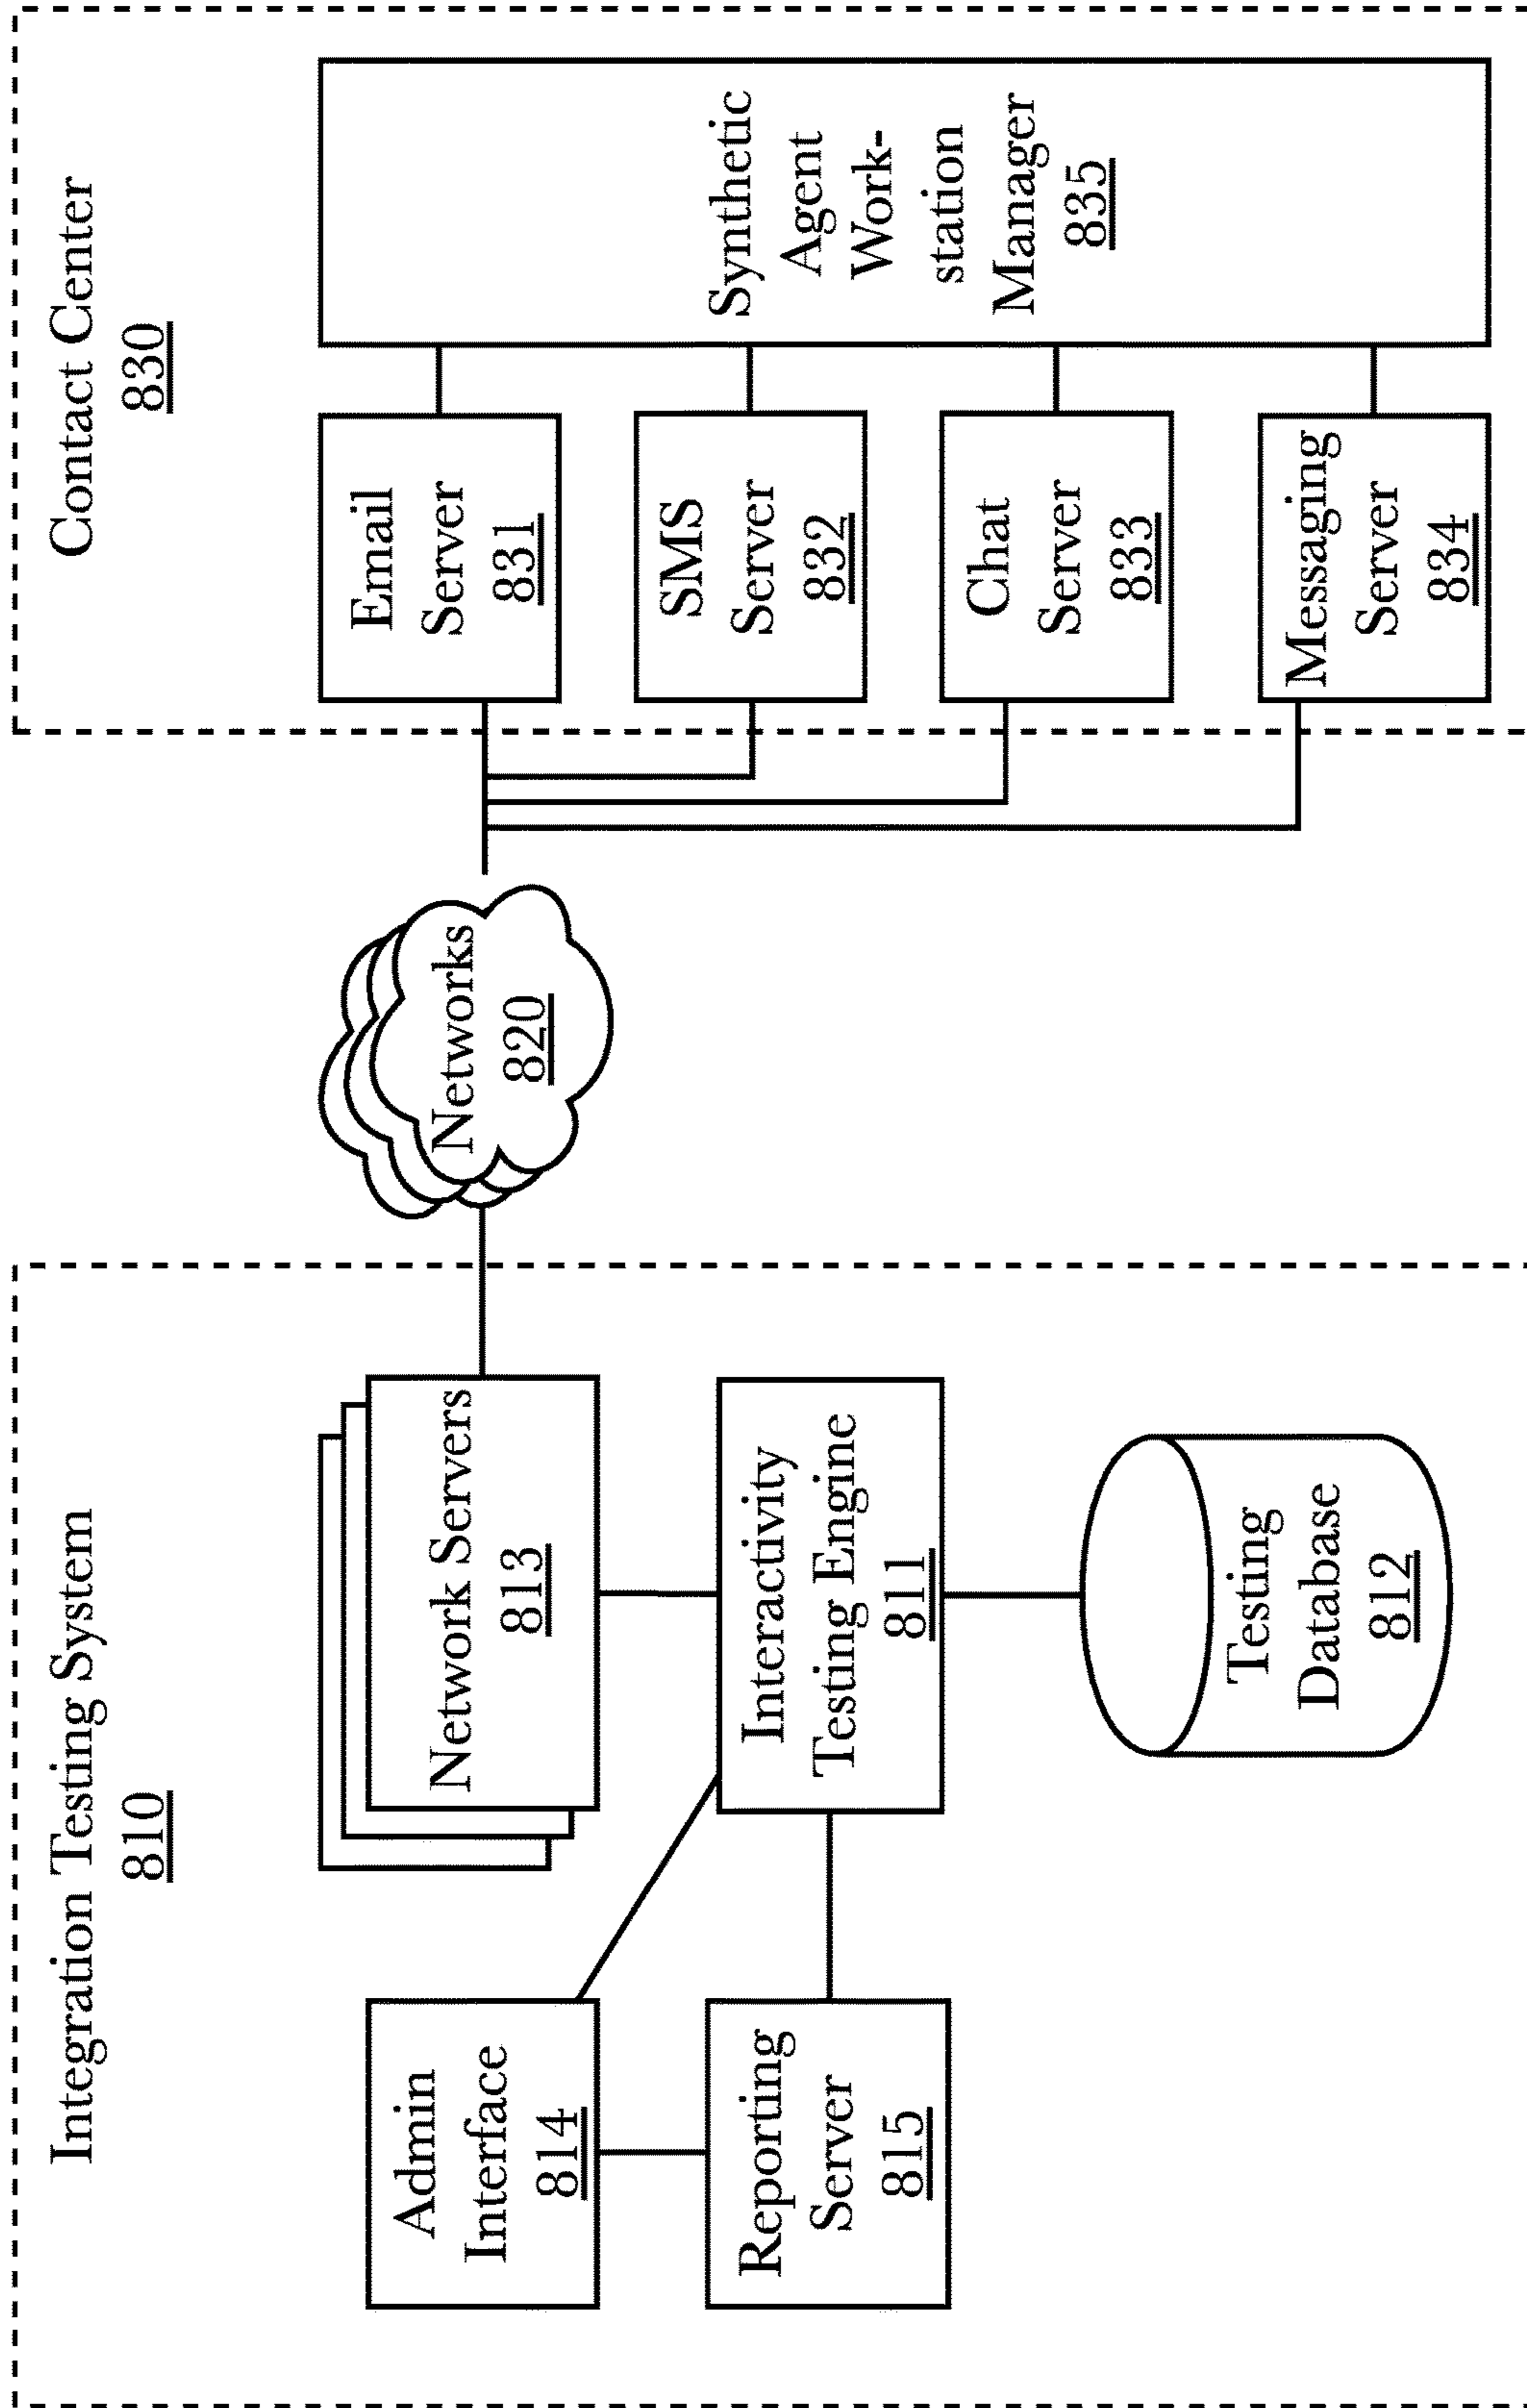 Integration Testing System
810
Admin
Interface
814
Reporting
Server
815
Network Servers
813
Interactivity
Testing Engine
811
Testing
Database
812
Networks
820
Contact Center
830
Email
Server
831
SMS
Server
832
Chat
Server
833
Messaging
Server
834
Synthetic
Agent
Work-
station
Manager
835